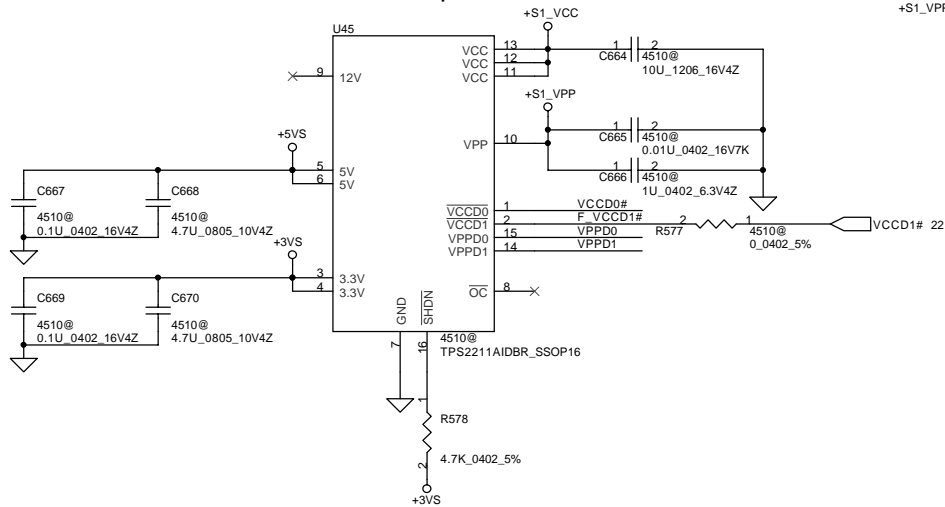 +S1_VCC
+S1_VPP
U45
9 12V
VCC 13
VCC 12
VCC 11
1 2
C664 4510@
10U_1206_16V4Z
+S1_VPP
VPP 10
1 2
C665 4510@
0.01U_0402_16V7K
1 2
C666 4510@
1U_0402_6.3V4Z
+5VS
5 5V
6 5V
C667
4510@
0.1U_0402_16V4Z
C668
4510@
4.7U_0805_10V4Z
VCCD0 1 VCCD0#
VCCD1 2 F_VCCD1#
VPPD0 15 VPPD0
VPPD1 14 VPPD1
2 1
R577 4510@
0_0402_5%
VCCD1# 22
+3VS
3 3.3V
4 3.3V
C669
4510@
0.1U_0402_16V4Z
C670
4510@
4.7U_0805_10V4Z
OC 8
GND
SHDN
7
16
4510@
TPS2211AIDBR_SSOP16
1
R578
4.7K_0402_5%
2
+3VS